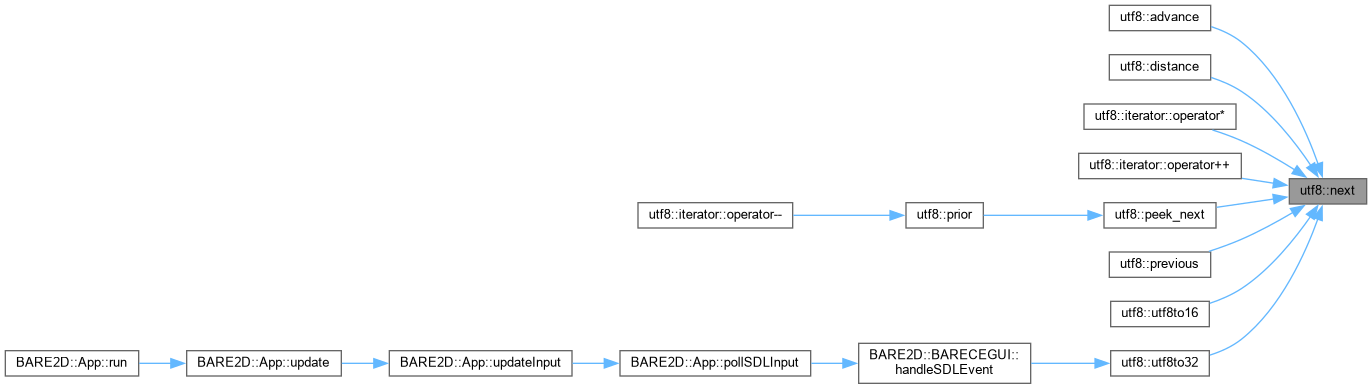 utf8::advance
utf8::distance
utf8::iterator::operator*
utf8::iterator::operator++
utf8::next
utf8::iterator::operator--
utf8::prior
utf8::peek_next
utf8::previous
utf8::utf8to16
BARE2D::App::run
BARE2D::App::update
BARE2D::App::updateInput
BARE2D::App::pollSDLInput
BARE2D::BARECEGUI::
handleSDLEvent
utf8::utf8to32